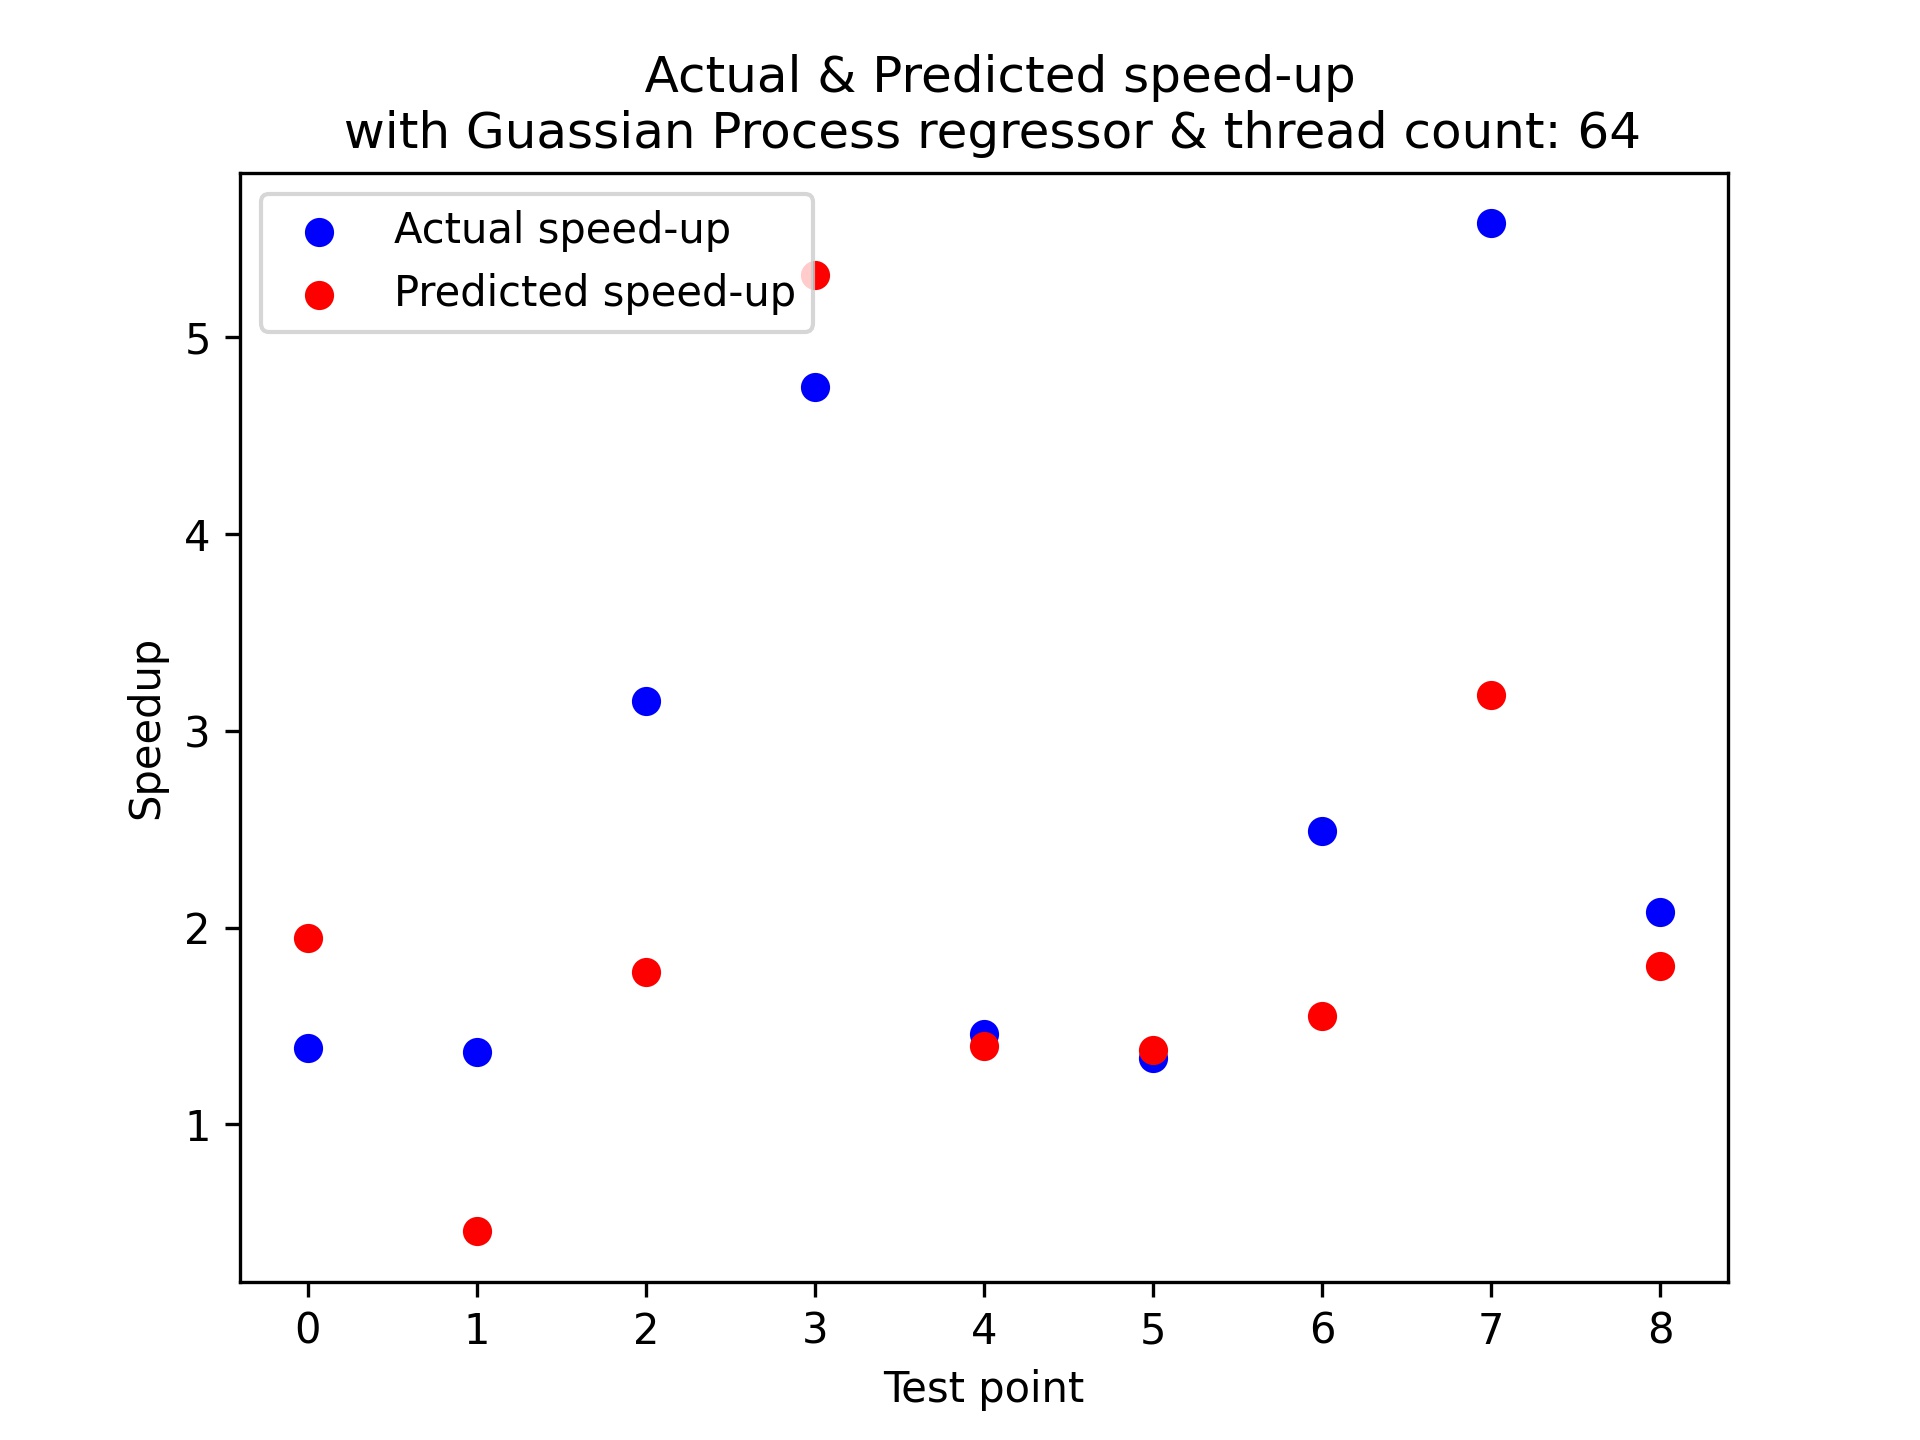 Actual & Predicted speed-up
with Guassian Process regressor & thread count: 64
Actual speed-up
Predicted speed-up
5
4
3
2
1
Speedup
0 1 2 3 4 5 6 7 8
Test point